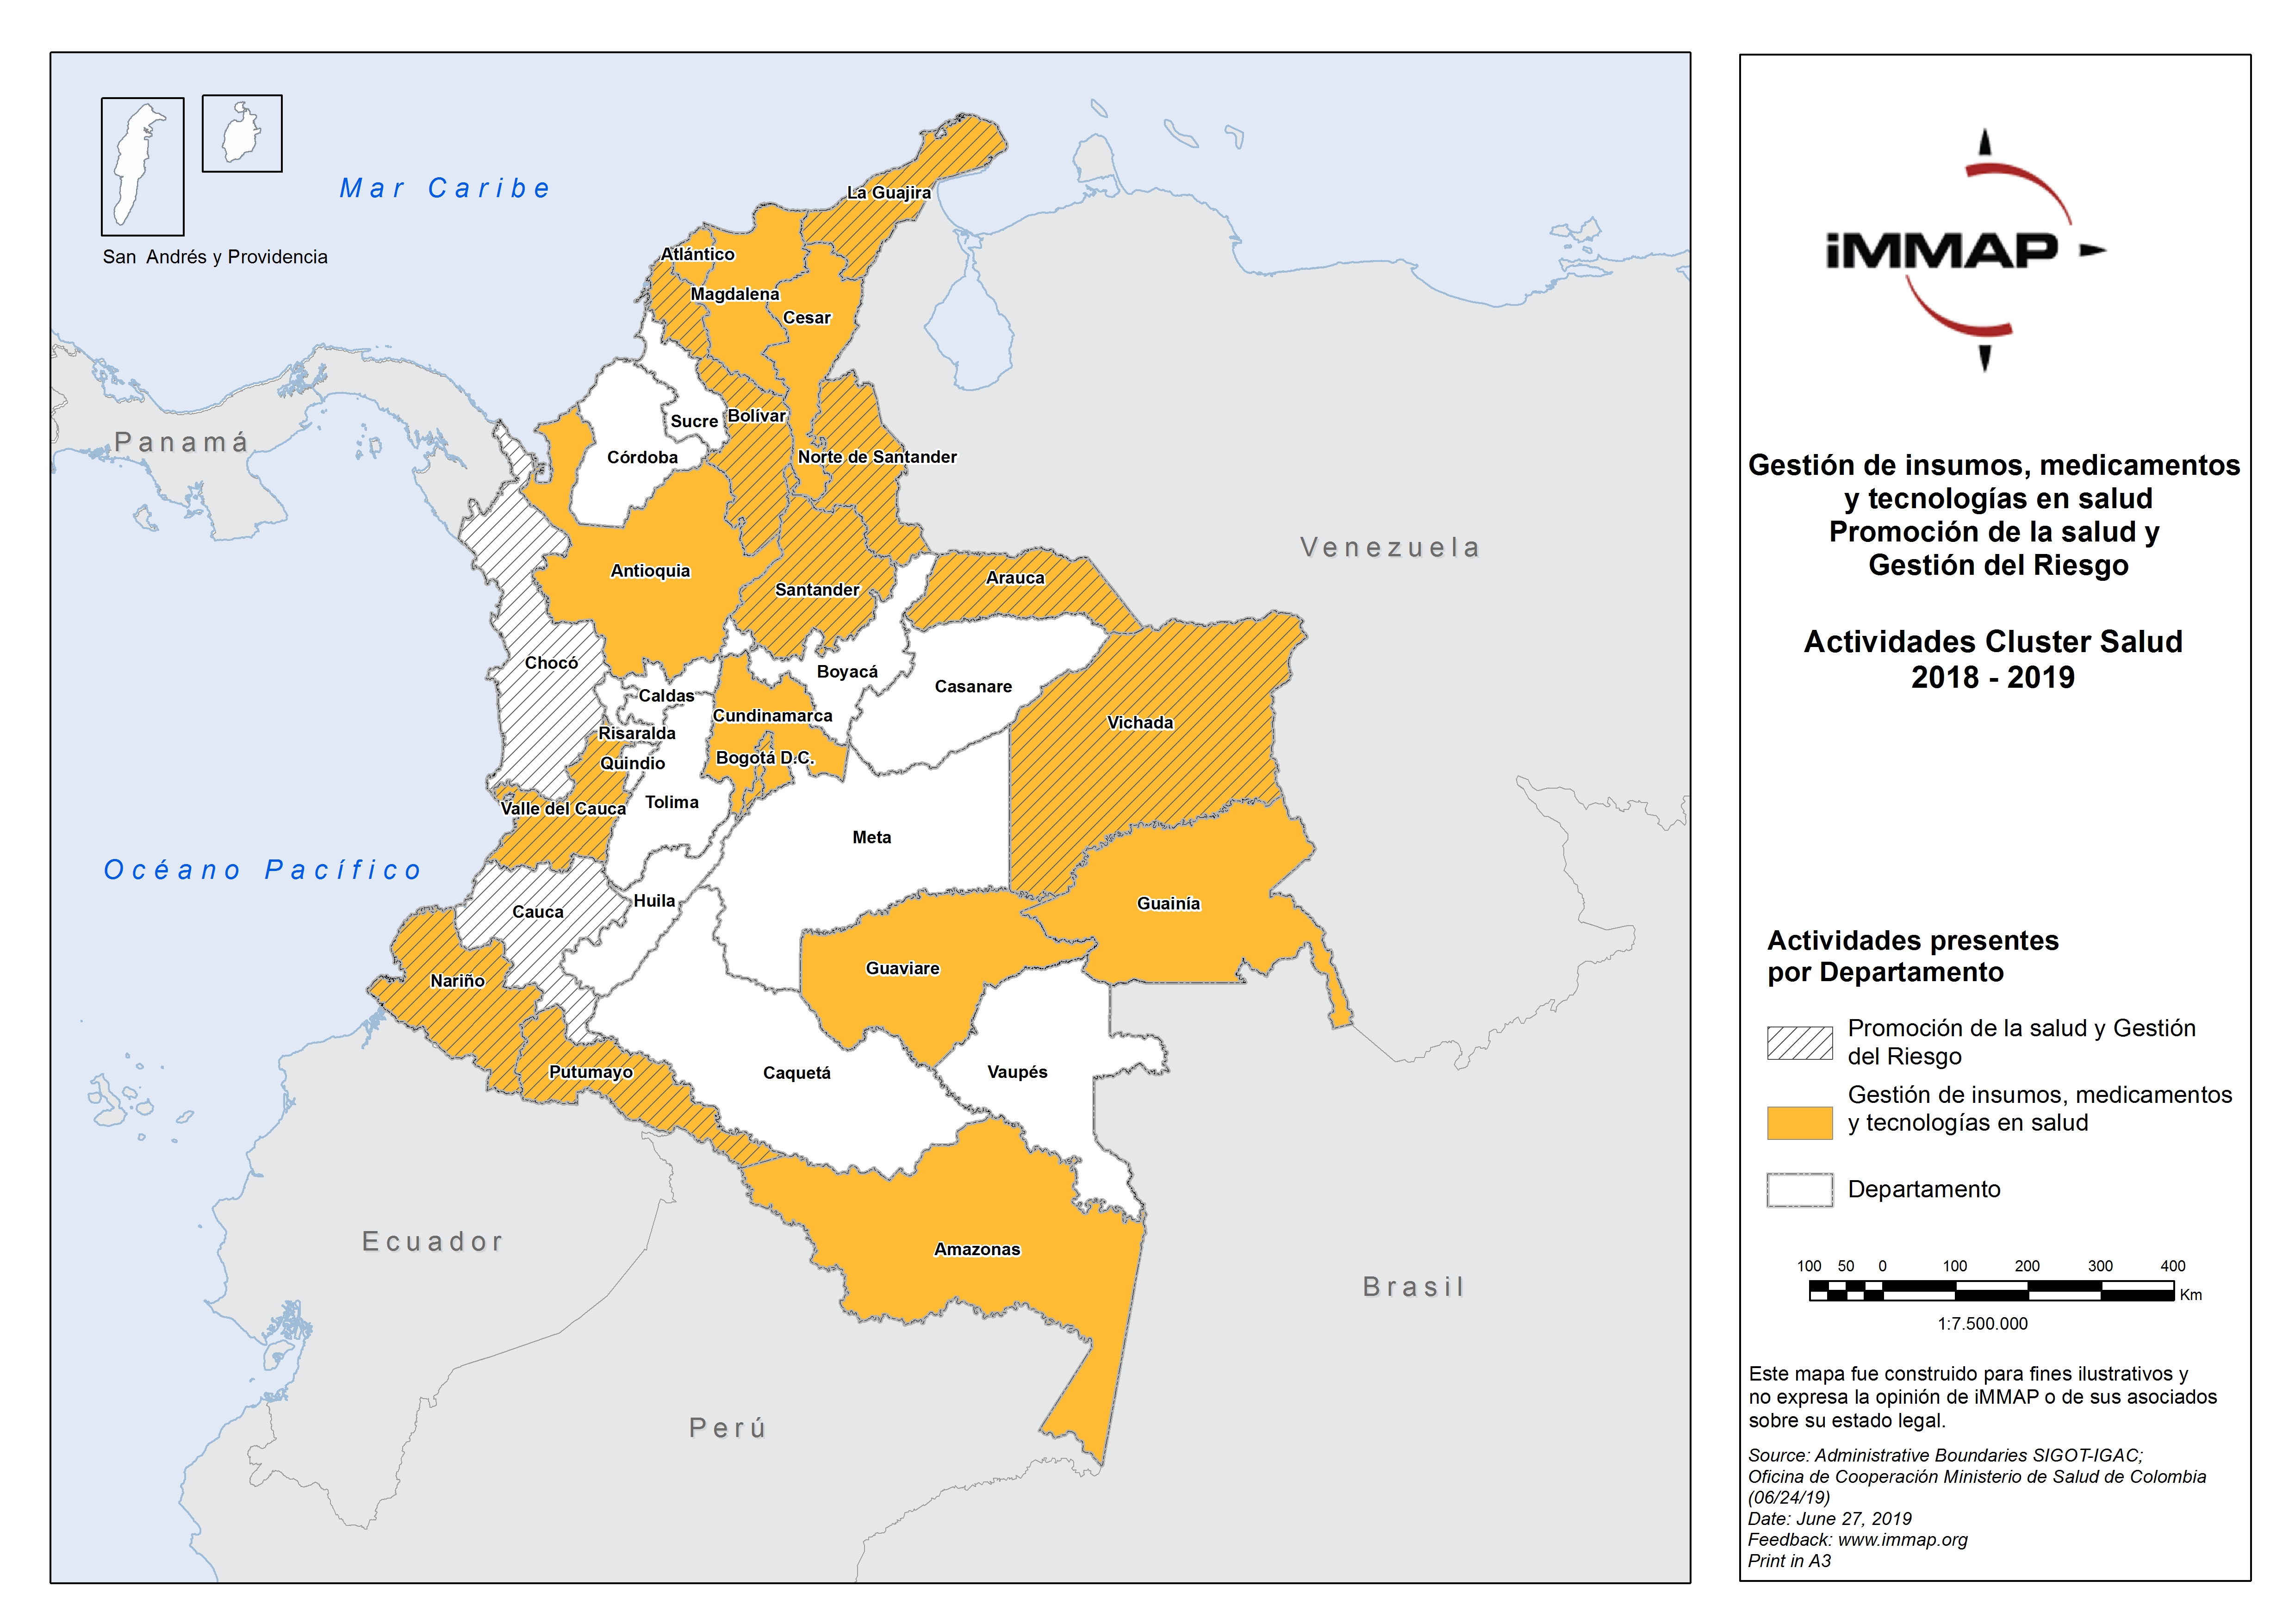 San Andrés y Providencia
Mar Caribe
La Guajira
Atlántico
Magdalena
Cesar
Panamá
Sucre
Bolívar
Córdoba
Norte de Santander
Venezuela
Antioquia
Santander
Arauca
Chocó
Boyacá
Caldas
Casanare
Cundinamarca
Vichada
Risaralda
Quindio
Bogotá D.C.
Tolima
Valle del Cauca
Meta
Océano Pacífico
Huila
Cauca
Guainía
Guaviare
Nariño
Putumayo
Caquetá
Vaupés
Ecuador
Amazonas
Brasil
Perú
iMMAP
Gestión de insumos, medicamentos
y tecnologías en salud
Promoción de la salud y
Gestión del Riesgo
Actividades Cluster Salud
2018 - 2019
Actividades presentes
por Departamento
Promoción de la salud y Gestión
del Riesgo
Gestión de insumos, medicamentos
y tecnologías en salud
Departamento
100 50 0 100 200 300 400
Km
1:7.500.000
Este mapa fue construido para fines ilustrativos y
no expresa la opinión de iMMAP o de sus asociados
sobre su estado legal.
Source: Administrative Boundaries SIGOT-IGAC;
Oficina de Cooperación Ministerio de Salud de Colombia
(06/24/19)
Date: June 27, 2019
Feedback: www.immap.org
Print in A3